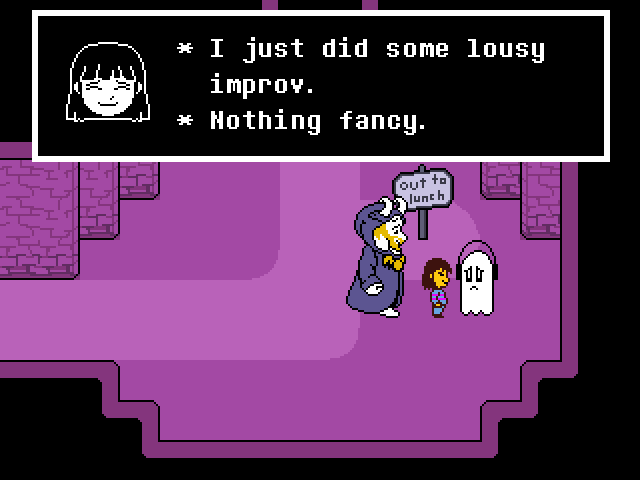 * I just did some lousy
improv.
* Nothing fancy.
out to
lunch